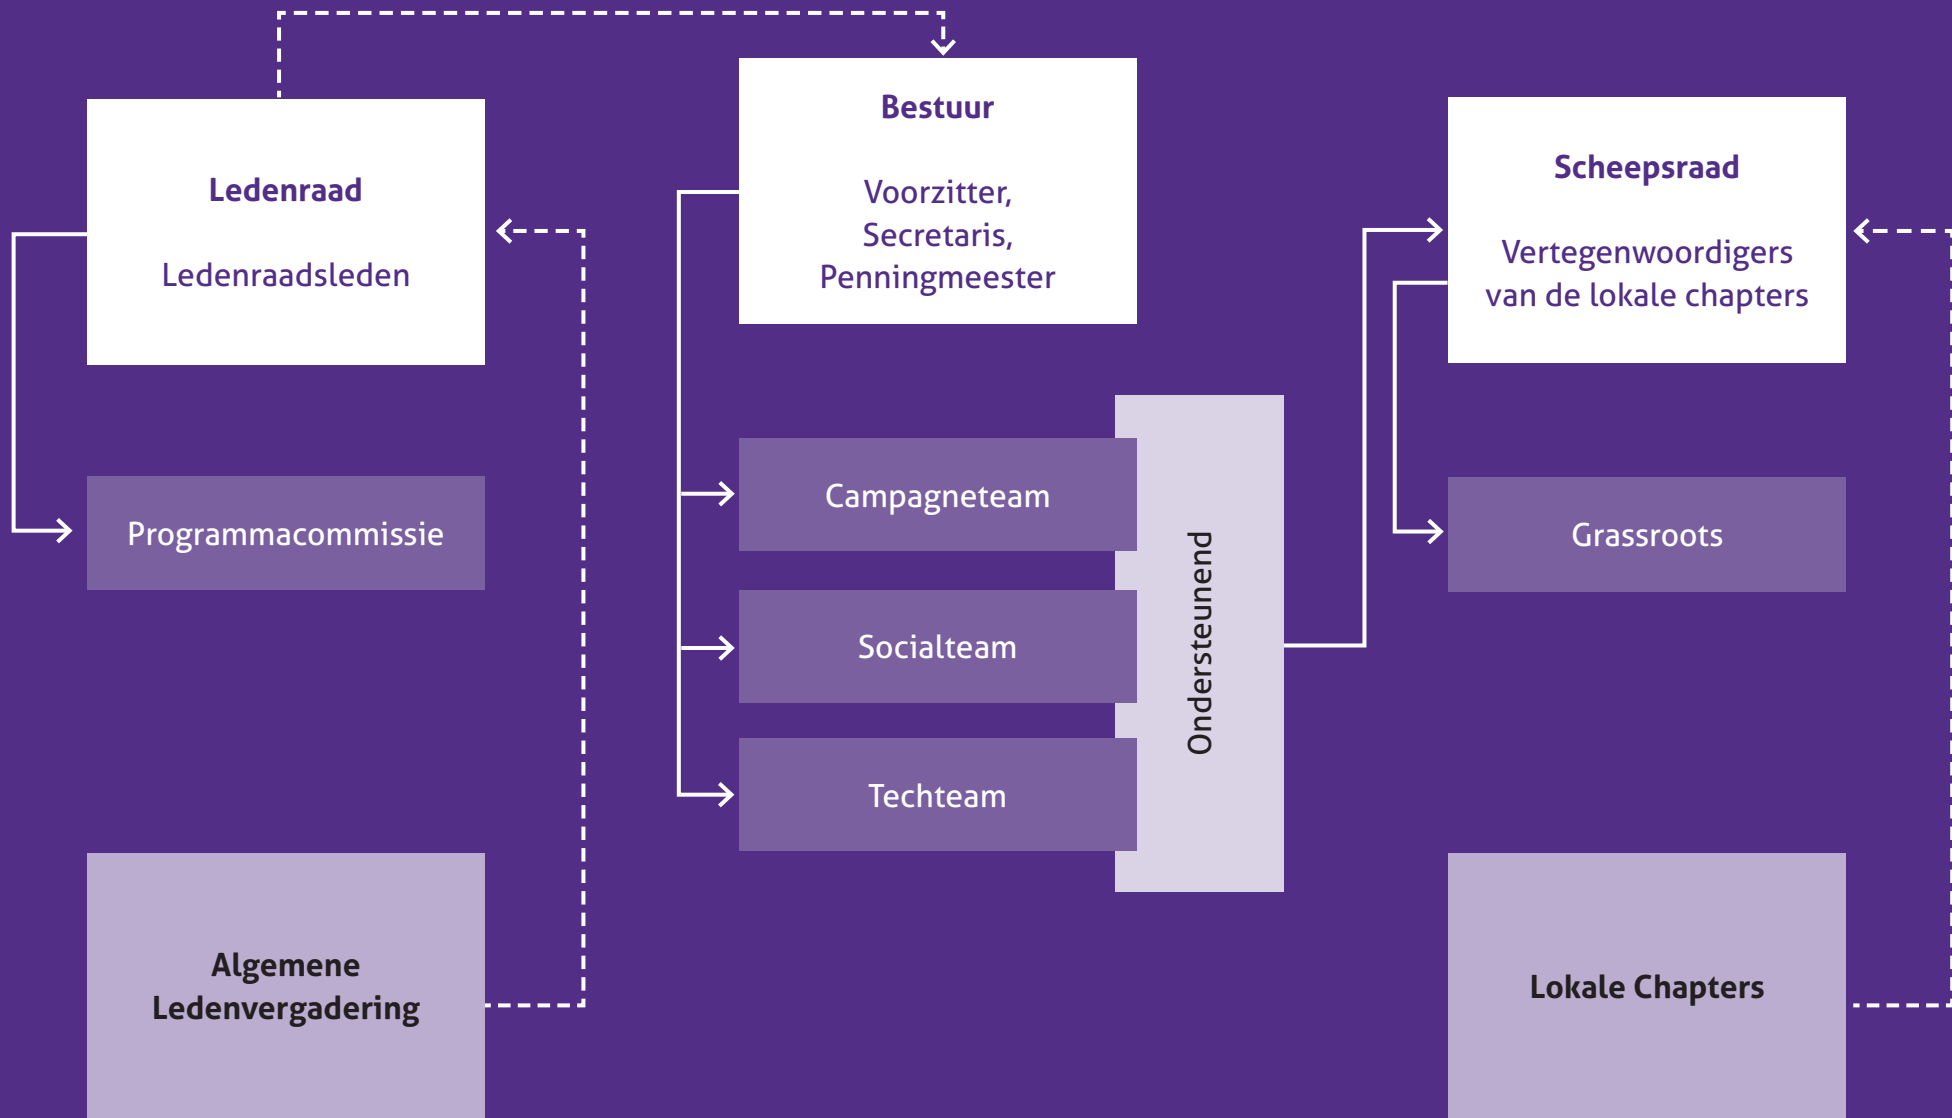 Ledenraad
Ledenraadsleden
Programmacommissie
Algemene
Ledenvergadering
Bestuur
Voorzitter,
Secretaris,
Penningmeester
Campagneteam
Socialteam
Techteam
Ondersteunend
Scheepsraad
Vertegenwoordigers
van de lokale chapters
Grassroots
Lokale Chapters